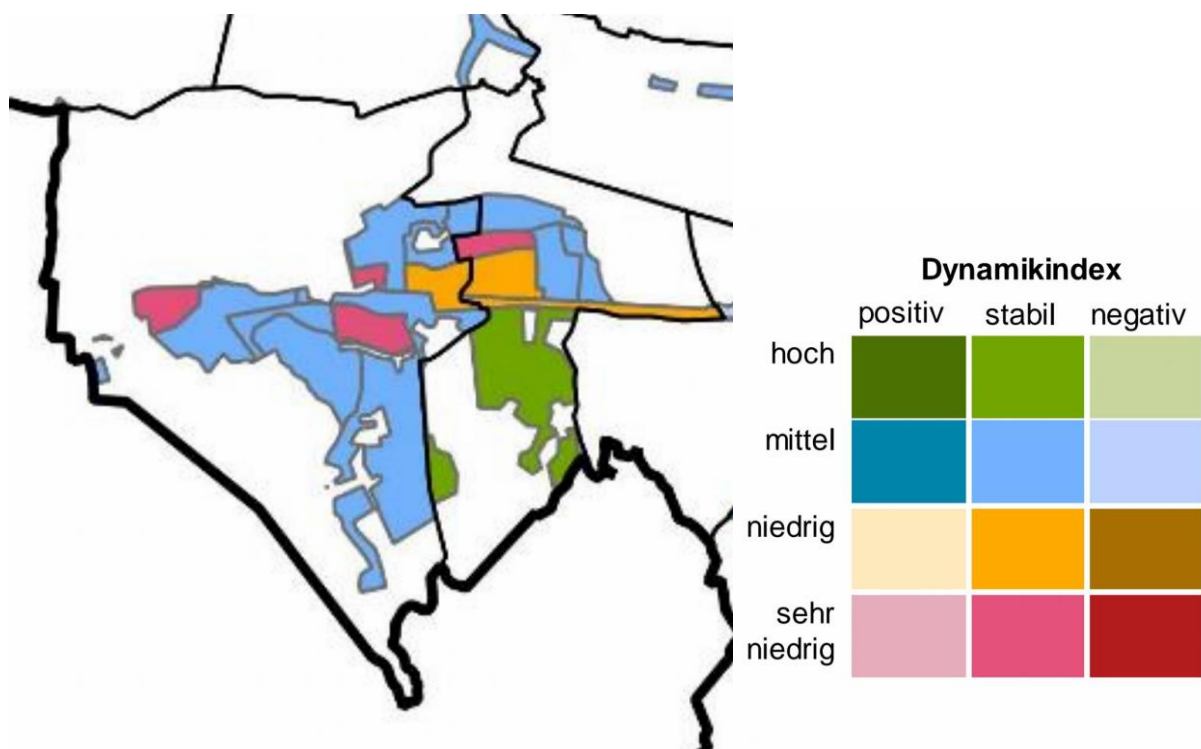 Dynamikindex
positiv stabil negativ
hoch
mittel
niedrig
sehr
niedrig